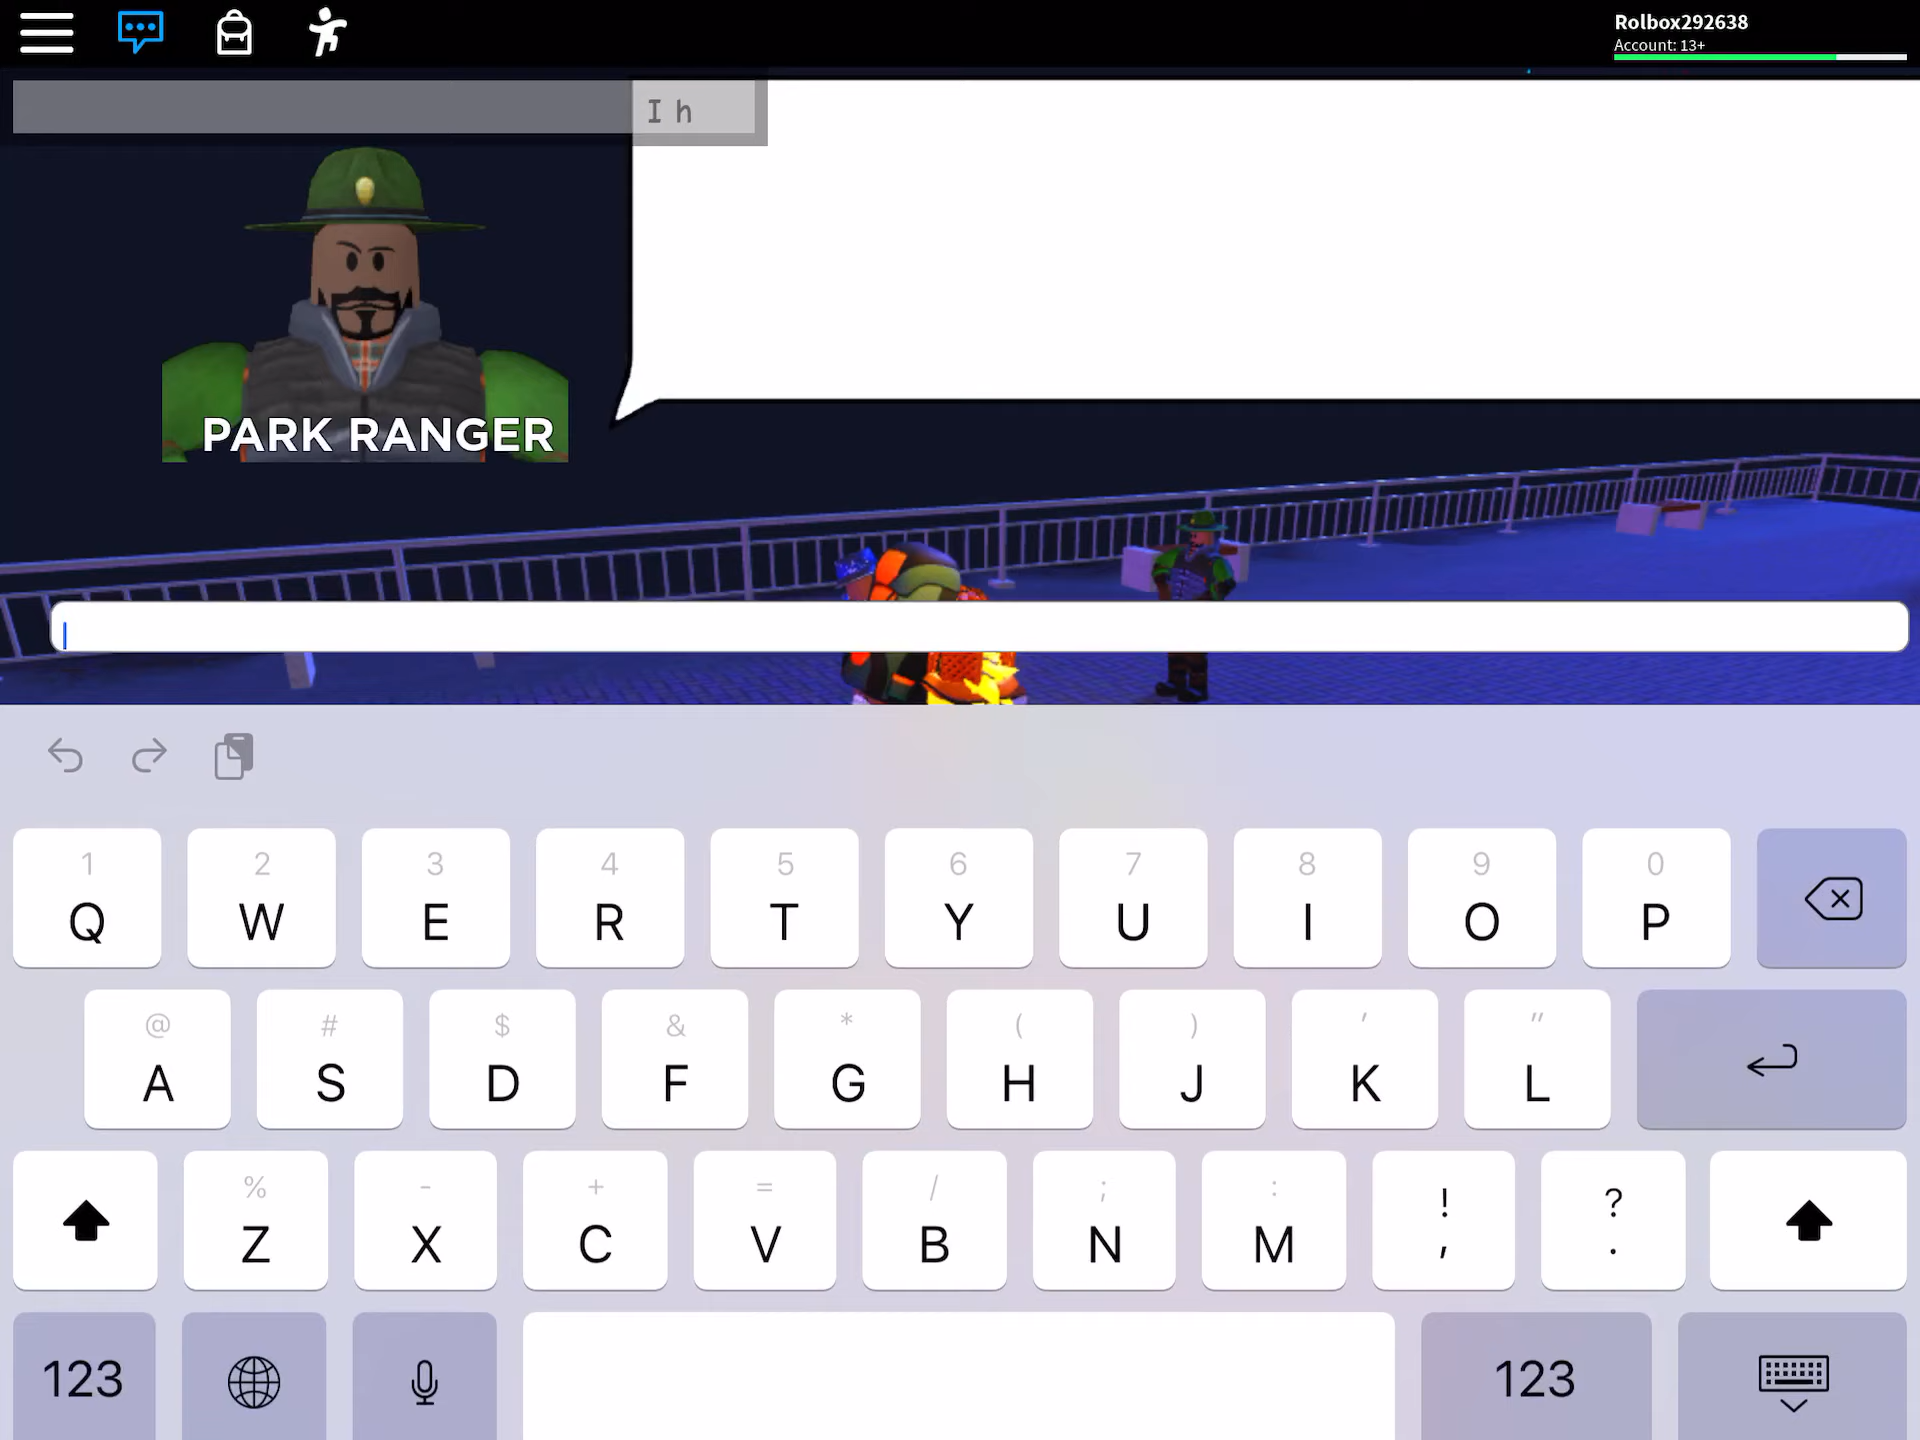 Rolbox292638
Account: 13+
I h
PARK RANGER
1 2 3 4 5 6 7 8 9 0
Q W E R T Y U I O P
@ # $ & * ( ) ' "
A S D F G H J K L
% - + = / ; : ! ?
Z X C V B N M , .
123 123